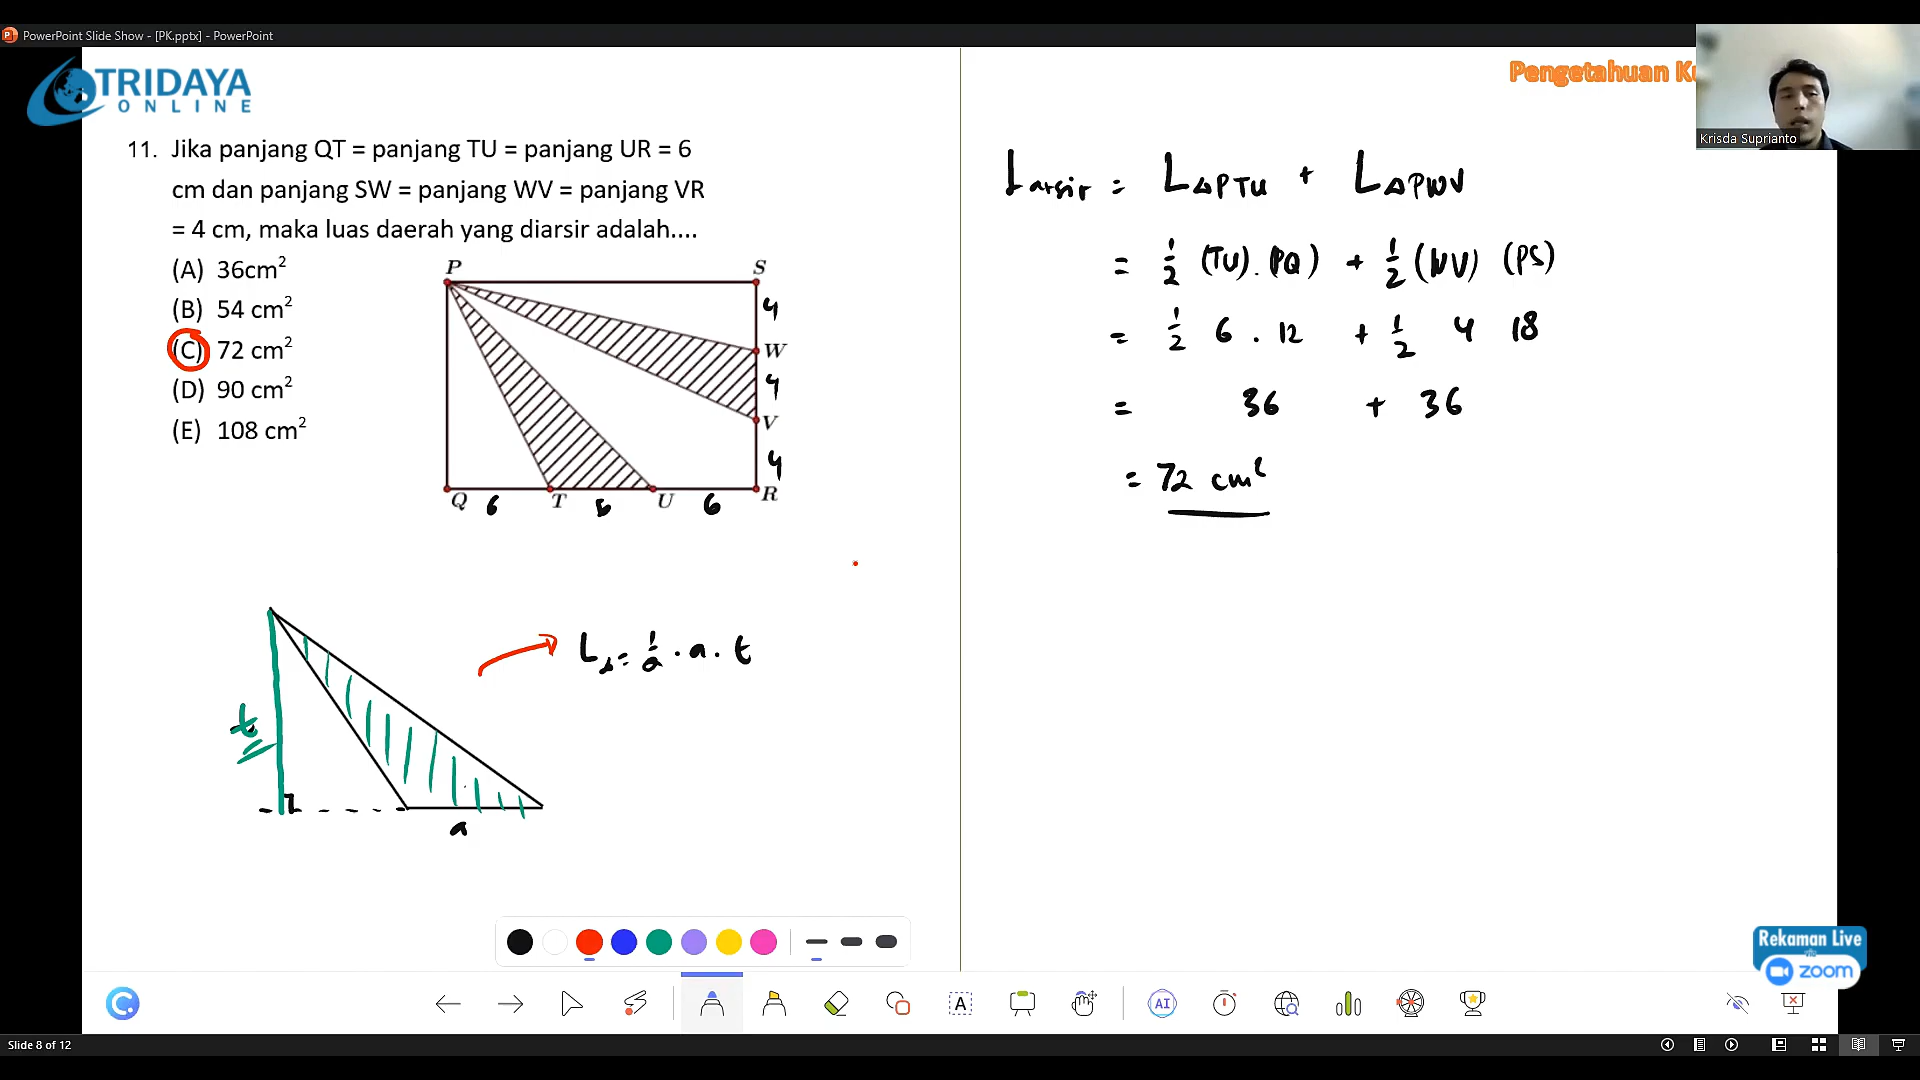 PowerPoint Slide Show - [PK.pptx] - PowerPoint
TRIDAYA
ONLINE
Pengetahuan
Krisda Suprianto
11. Jika panjang QT = panjang TU = panjang UR = 6
cm dan panjang SW = panjang WV = panjang VR
= 4 cm, maka luas daerah yang diarsir adalah....
(A) 36cm²
(B) 54 cm²
(C) 72 cm²
(D) 90 cm²
(E) 108 cm²
P
S
4
W
4
V
4
Q 6 T U 6 R
t
a
L△ = · a · t
L arsir = L△PTU + L△PWV
= 1/2 (TU) . (PQ) + 1/2 (WV) (PS)
= 1/2 6 . 12 + 1/2 4 18
= 36 + 36
= 72 cm²
A
AI
Rekaman Live
via
zoom
Slide 8 of 12